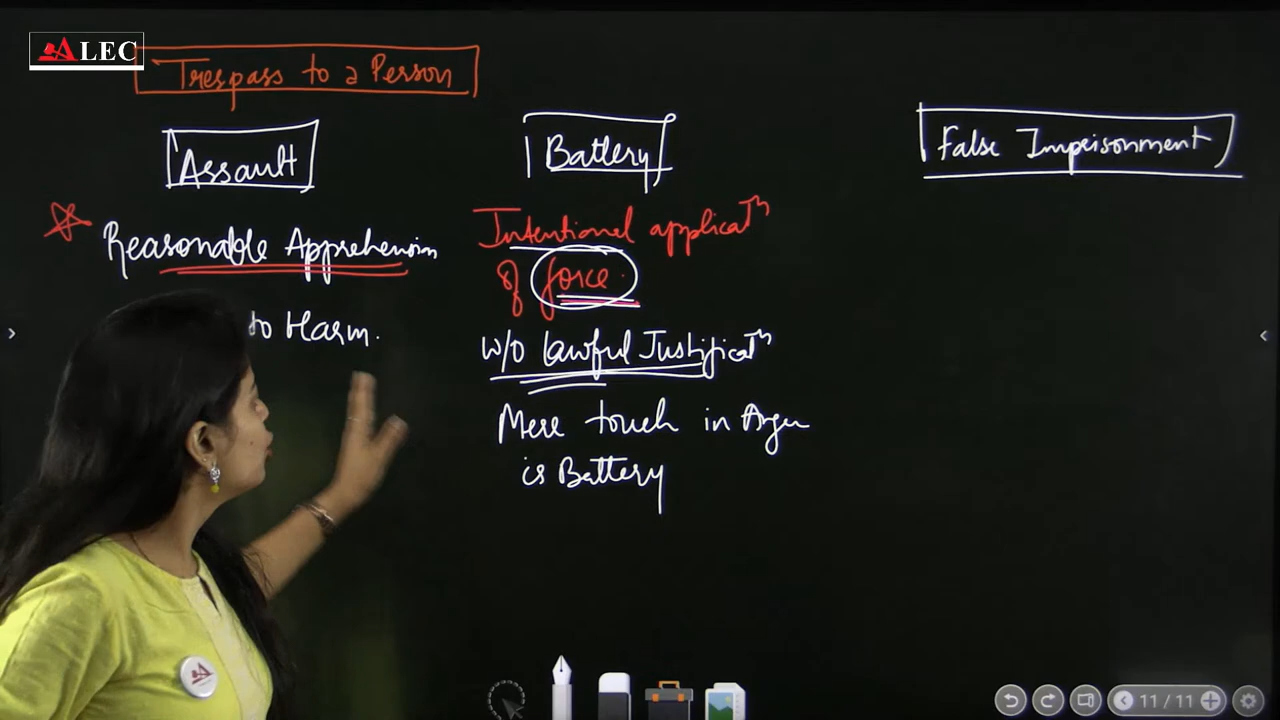 ALEC
Trespass to a Person
Assault
Reasonable Apprehension
to Harm.
Battery
Intentional applicatn
of force.
w/o lawful Justificatn
Mere touch in Anger
is Battery
False Imprisonment
11 / 11